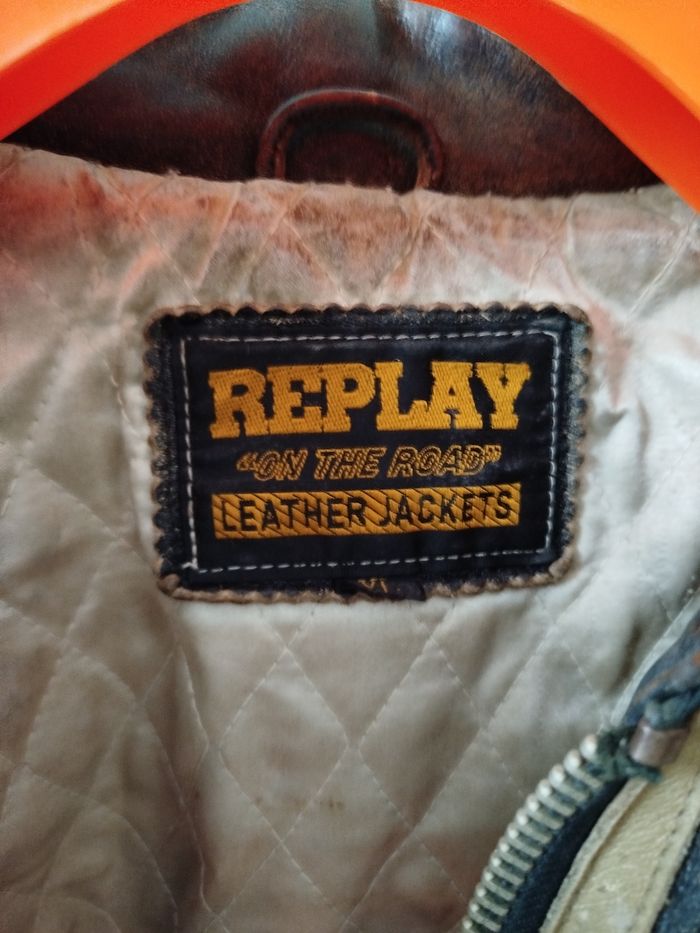 REPLAY
"ON THE ROAD"
LEATHER JACKETS